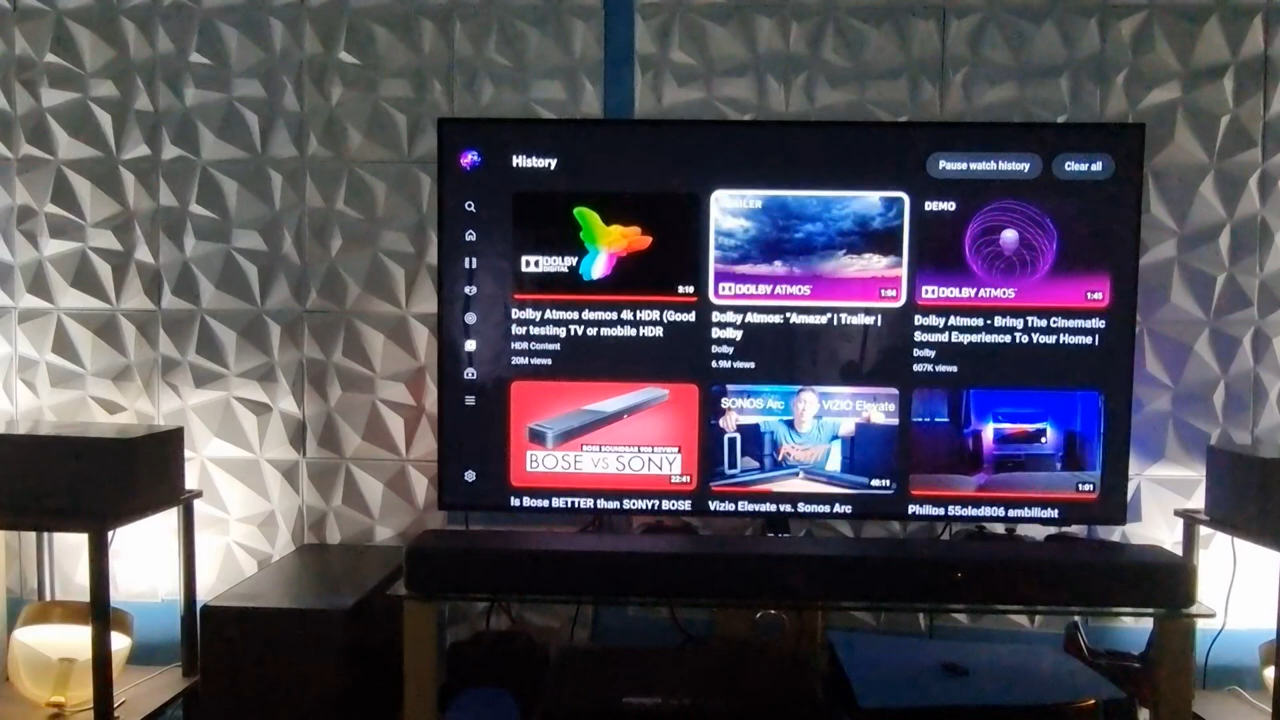 History
Pause watch history
Clear all
DOLBY
DIGITAL
3:10
DOLBY ATMOS
1:04
DEMO
DOLBY ATMOS
1:45
Dolby Atmos demos 4k HDR (Good
for testing TV or mobile HDR
HDR Content
20M views
Dolby Atmos: "Amaze" | Trailer |
Dolby
Dolby
6.9M views
Dolby Atmos - Bring The Cinematic
Sound Experience To Your Home |
Dolby
607K views
BOSE SOUNDBAR 900 REVIEW
BOSE VS SONY
22:41
SONOS Arc
VIZIO Elevate
40:11
1:01
Is Bose BETTER than SONY? BOSE
Vizio Elevate vs. Sonos Arc
Philips 55oled806 ambilight